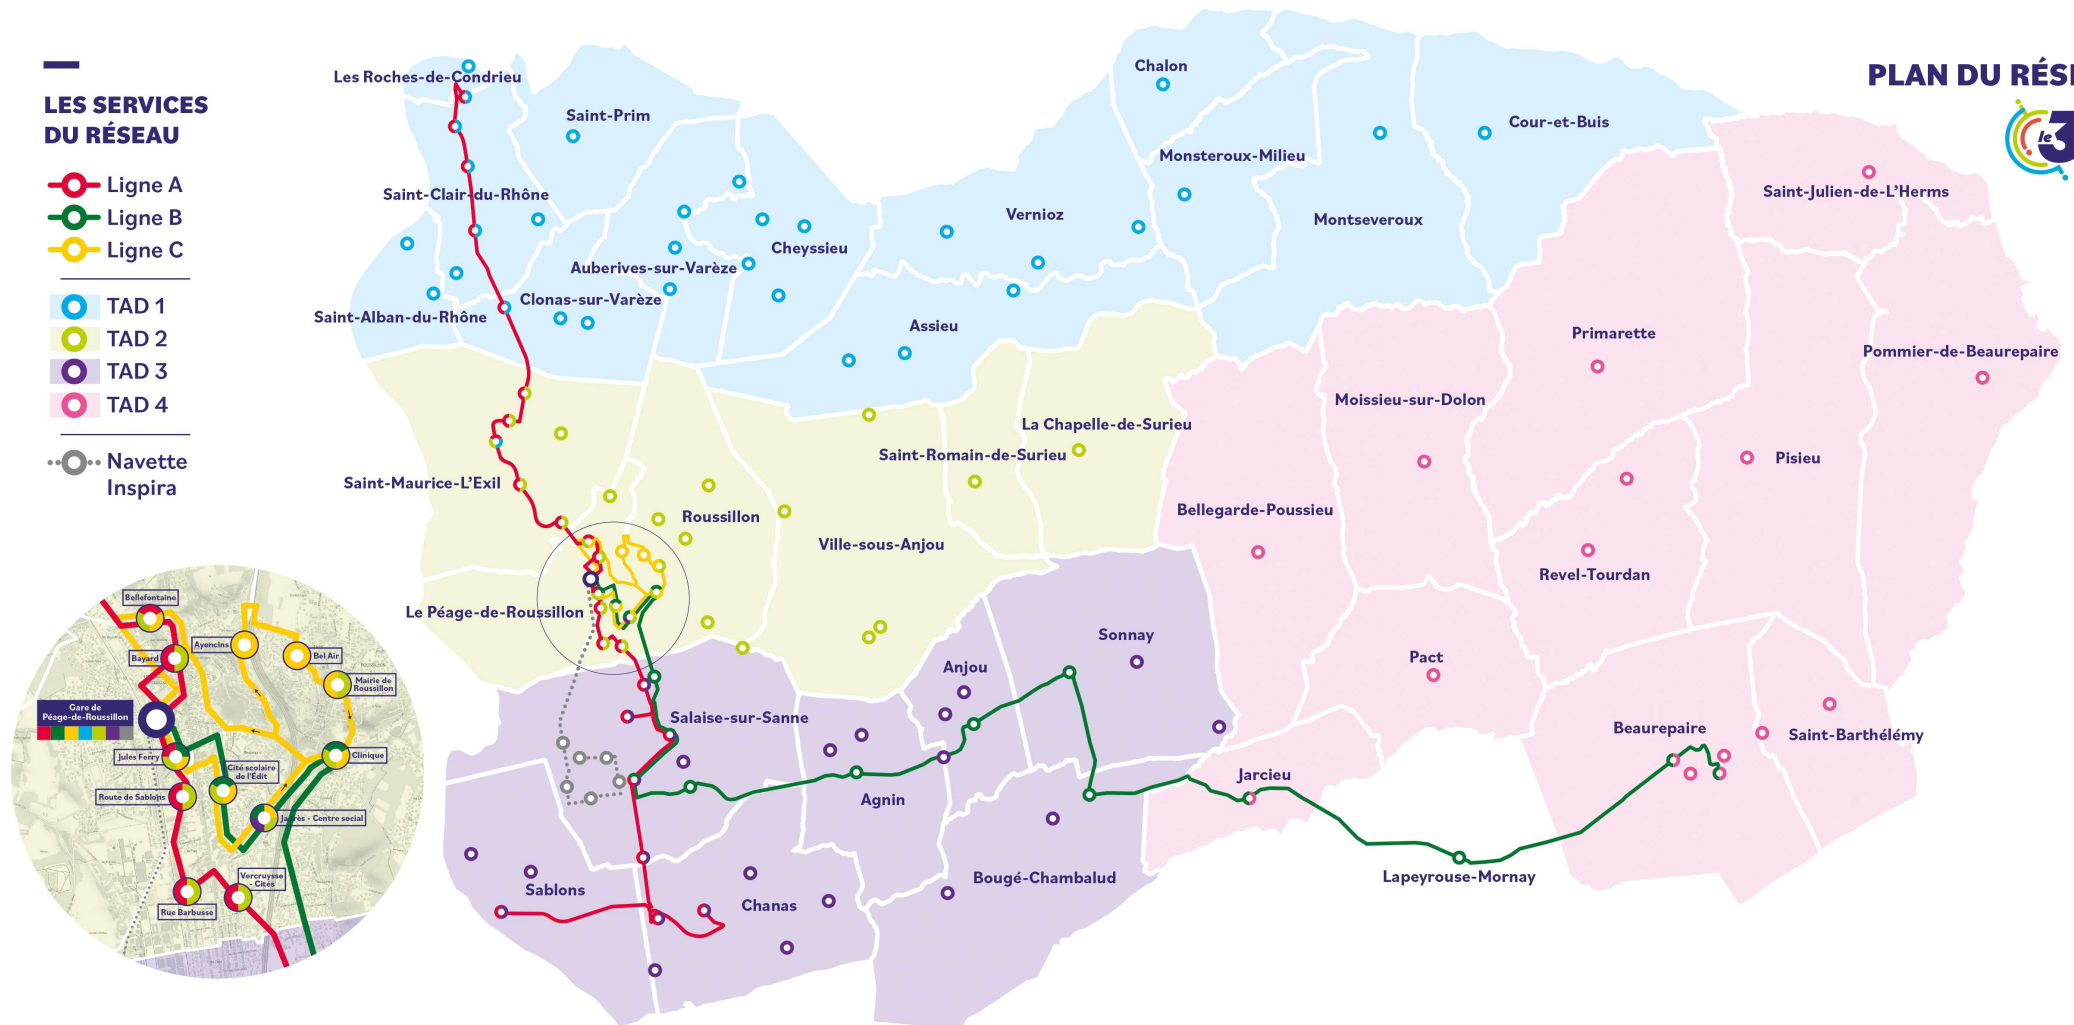 LES SERVICES
DU RÉSEAU
Ligne A
Ligne B
Ligne C
TAD 1
TAD 2
TAD 3
TAD 4
Navette
Inspira
PLAN DU RÉS
le
3
Les Roches-de-Condrieu
Saint-Prim
Chalon
Cour-et-Buis
Monsteroux-Milieu
Saint-Clair-du-Rhône
Saint-Julien-de-L'Herms
Vernioz
Montseveroux
Cheyssieu
Auberives-sur-Varèze
Clonas-sur-Varèze
Saint-Alban-du-Rhône
Assieu
Primarette
Pommier-de-Beaurepaire
Moissieu-sur-Dolon
La Chapelle-de-Surieu
Saint-Romain-de-Surieu
Pisieu
Saint-Maurice-L'Exil
Roussillon
Bellegarde-Poussieu
Ville-sous-Anjou
Revel-Tourdan
Le Péage-de-Roussillon
Sonnay
Pact
Anjou
Salaise-sur-Sanne
Beaurepaire
Saint-Barthélémy
Jarcieu
Agnin
Bougé-Chambalud
Lapeyrouse-Mornay
Sablons
Chanas
Bellefontaine
Ayencins
Bayard
Bel Air
Mairie de
Roussillon
Gare de
Péage-de-Roussillon
Jules Ferry
Clinique
Cité scolaire
de l'Édit
Route de Sablons
Jaurès - Centre social
Vercruysse
- Cités
Rue Barbusse